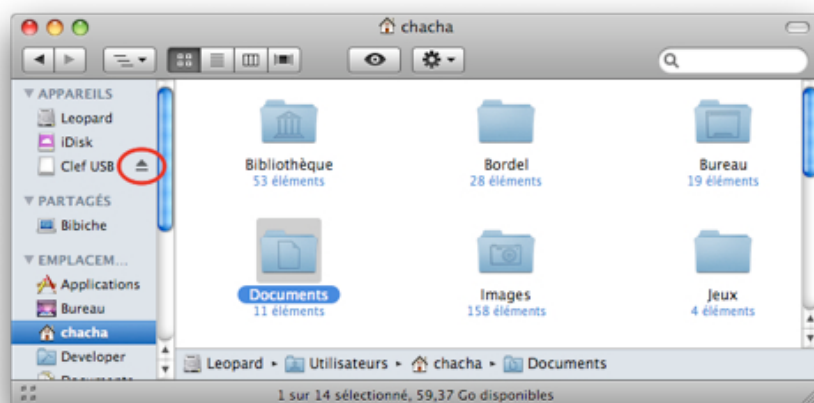 chacha
APPAREILS
Leopard
iDisk
Clef USB
PARTAGÉS
Bibiche
EMPLACEM...
Applications
Bureau
chacha
Developer
Documents
Bibliothèque
53 éléments
Bordel
28 éléments
Bureau
19 éléments
Documents
11 éléments
Images
158 éléments
Jeux
4 éléments
Leopard ▸ Utilisateurs ▸ chacha ▸ Documents
1 sur 14 sélectionné, 59,37 Go disponibles